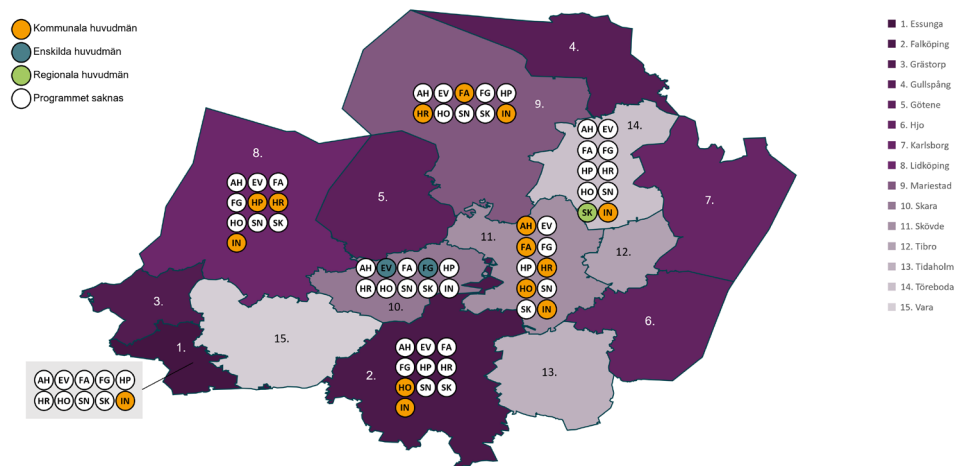 Kommunala huvudmän
Enskilda huvudmän
Regionala huvudmän
Programmet saknas
4.
1. Essunga
2. Falköping
3. Grästorp
4. Gullspång
5. Götene
6. Hjo
7. Karlsborg
8. Lidköping
9. Mariestad
10. Skara
11. Skövde
12. Tibro
13. Tidaholm
14. Töreboda
15. Vara
AH EV FA FG HP
HR HO SN SK IN
9.
14.
AH EV
FA FG
HP HR
HO SN
SK IN
8.
AH EV FA
FG HP HR
HO SN SK
IN
5.
7.
11.
AH EV
FA FG
HP HR
HO SN
SK IN
12.
AH EV FA FG HP
HR HO SN SK IN
10.
3.
15.
6.
1.
AH EV FA FG HP
HR HO SN SK IN
2.
AH EV FA
FG HP HR
HO SN SK
IN
13.